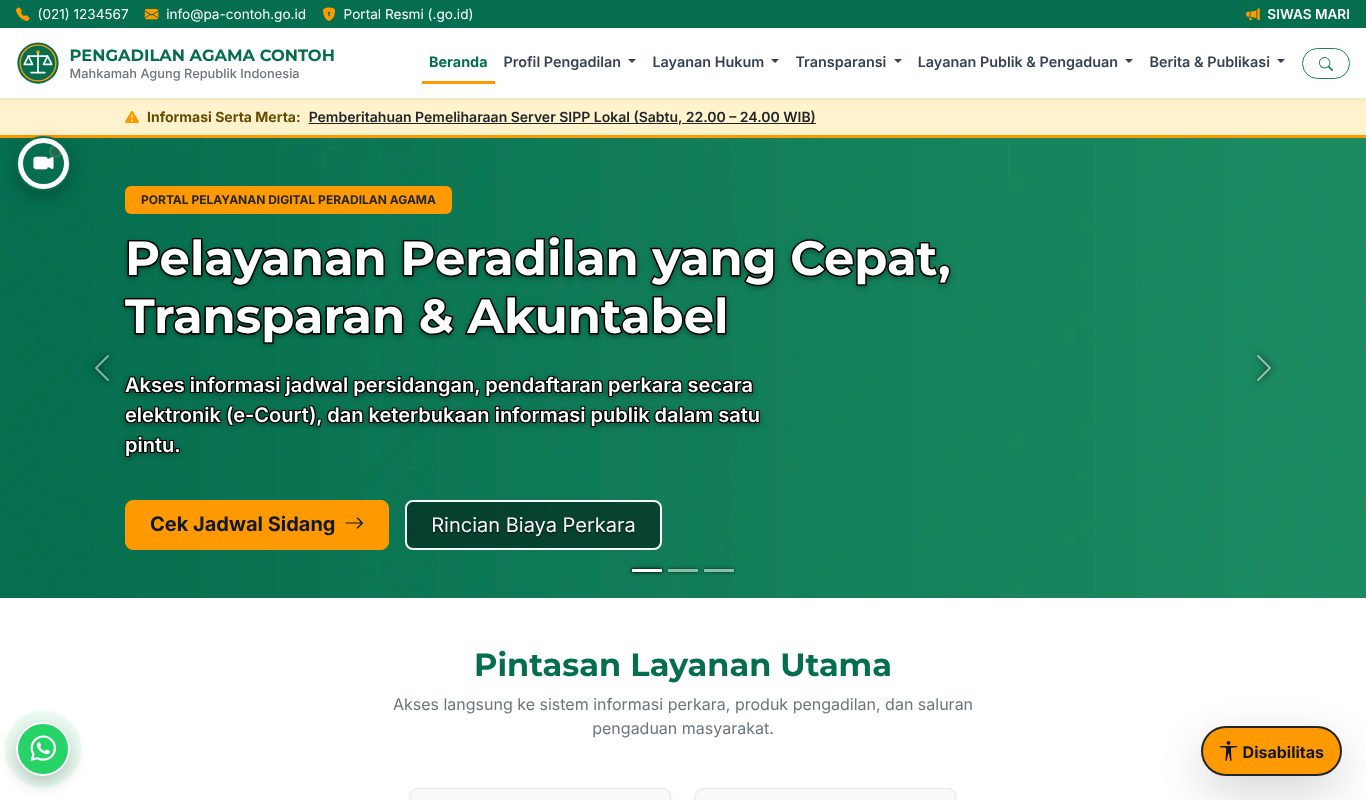 (021) 1234567
info@pa-contoh.go.id
Portal Resmi (.go.id)
SIWAS MARI
PENGADILAN AGAMA CONTOH
Mahkamah Agung Republik Indonesia
Beranda
Profil Pengadilan
Layanan Hukum
Transparansi
Layanan Publik & Pengaduan
Berita & Publikasi
Informasi Serta Merta: Pemberitahuan Pemeliharaan Server SIPP Lokal (Sabtu, 22.00 – 24.00 WIB)
PORTAL PELAYANAN DIGITAL PERADILAN AGAMA
Pelayanan Peradilan yang Cepat,
Transparan & Akuntabel
Akses informasi jadwal persidangan, pendaftaran perkara secara
elektronik (e-Court), dan keterbukaan informasi publik dalam satu
pintu.
Cek Jadwal Sidang
Rincian Biaya Perkara
Pintasan Layanan Utama
Akses langsung ke sistem informasi perkara, produk pengadilan, dan saluran
pengaduan masyarakat.
Disabilitas